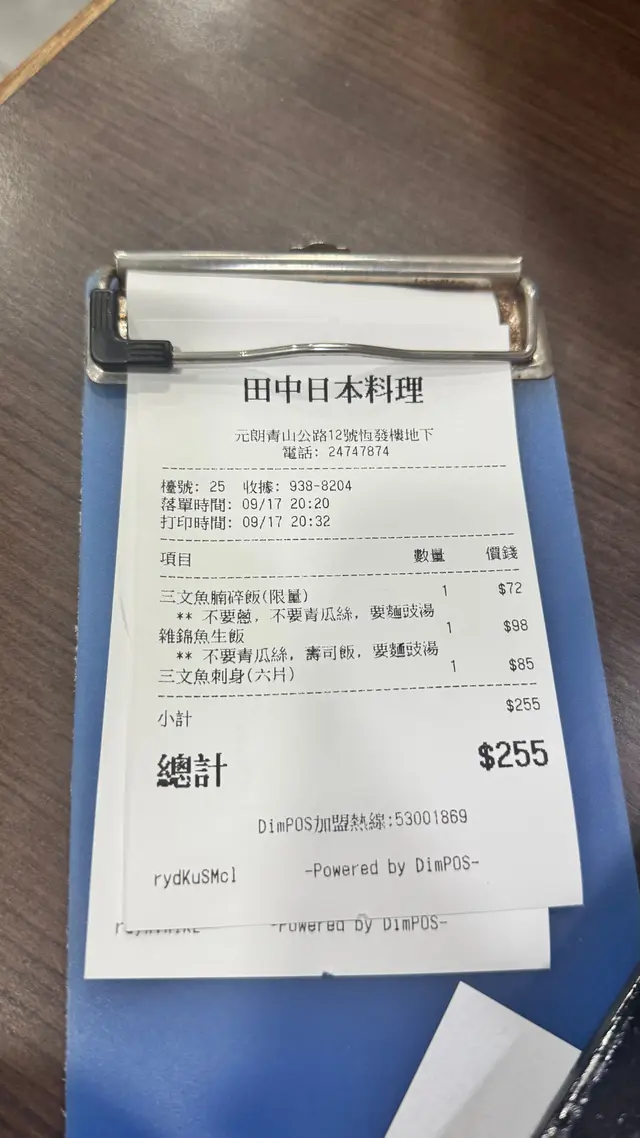 田中日本料理
元朗青山公路12號恆發樓地下
電話: 24747874
檯號: 25 收據: 938-8204
落單時間: 09/17 20:20
打印時間: 09/17 20:32
項目 數量 價錢
三文魚腩碎飯(限量) 1 $72
** 不要蔥, 不要青瓜絲, 要麵豉湯
雜錦魚生飯 1 $98
** 不要青瓜絲, 壽司飯, 要麵豉湯
三文魚刺身(六片) 1 $85
小計 $255
總計 $255
DimPOS加盟熱線:53001869
rydKuSMcl -Powered by DimPOS-
-Powered by DimPOS-